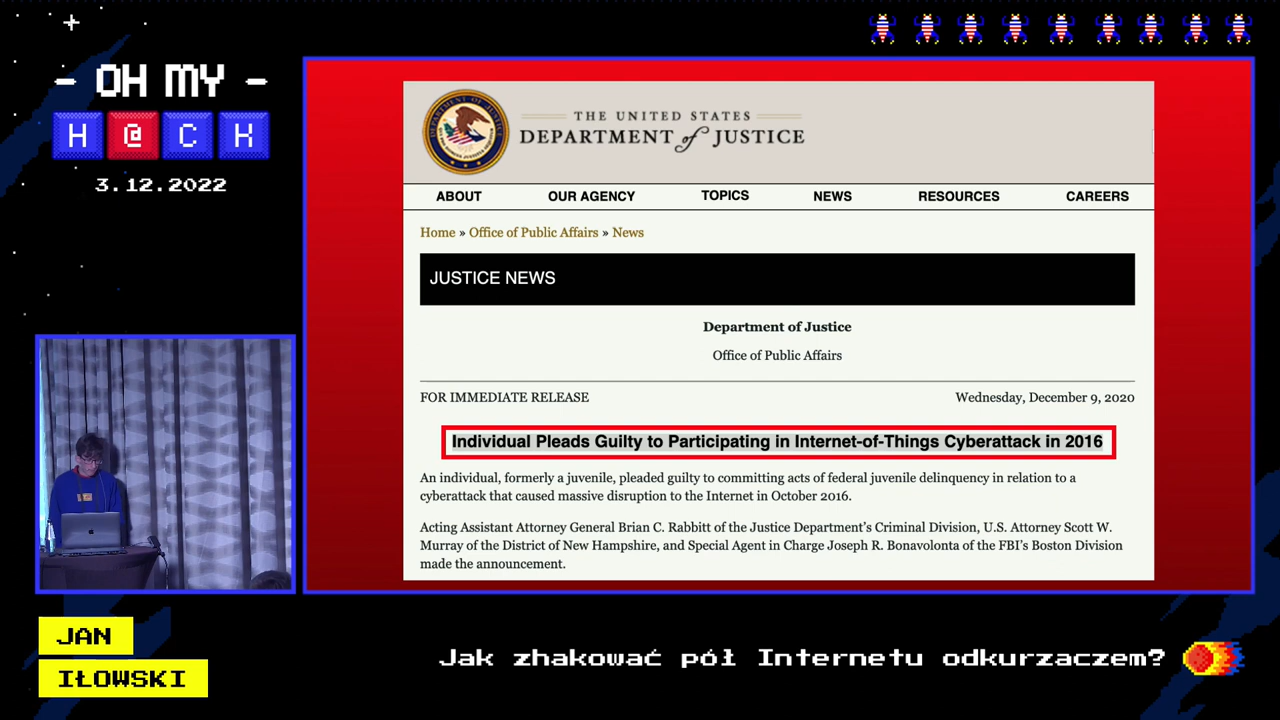 - OH MY -
H@CK
3.12.2022
THE UNITED STATES
DEPARTMENT of JUSTICE
ABOUT OUR AGENCY TOPICS NEWS RESOURCES CAREERS
Home » Office of Public Affairs » News
JUSTICE NEWS
Department of Justice
Office of Public Affairs
FOR IMMEDIATE RELEASE Wednesday, December 9, 2020
Individual Pleads Guilty to Participating in Internet-of-Things Cyberattack in 2016
An individual, formerly a juvenile, pleaded guilty to committing acts of federal juvenile delinquency in relation to a
cyberattack that caused massive disruption to the Internet in October 2016.
Acting Assistant Attorney General Brian C. Rabbitt of the Justice Department's Criminal Division, U.S. Attorney Scott W.
Murray of the District of New Hampshire, and Special Agent in Charge Joseph R. Bonavolonta of the FBI's Boston Division
made the announcement.
JAN
IŁOWSKI
Jak zhakować pół Internetu odkurzaczem?